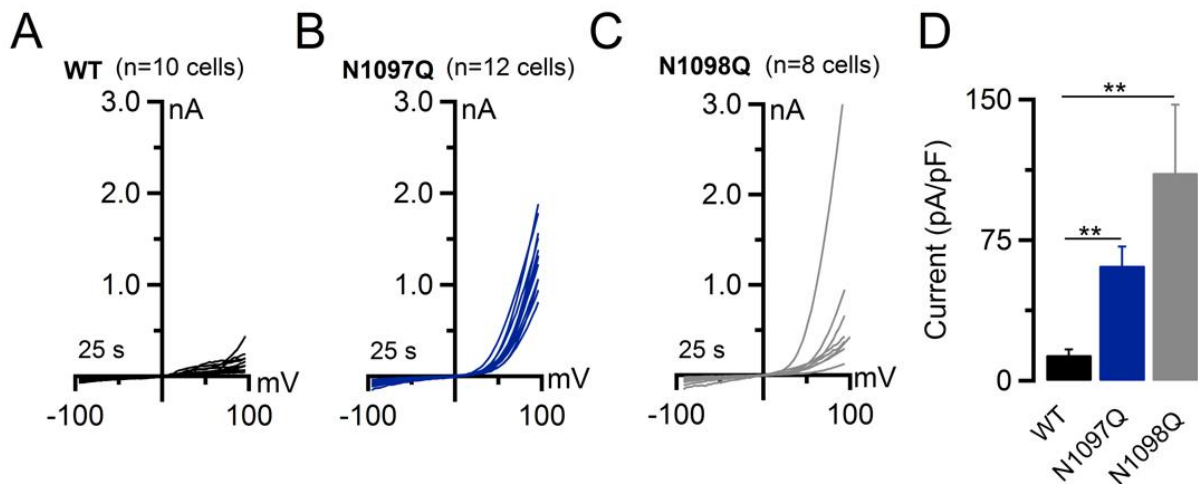 A
WT (n=10 cells)
3.0 nA
2.0
1.0
25 s
mV
-100 100
B
N1097Q (n=12 cells)
3.0 nA
2.0
1.0
25 s
mV
-100 100
C
N1098Q (n=8 cells)
3.0 nA
2.0
1.0
25 s
mV
-100 100
D
Current (pA/pF)
150
75
0
**
**
WT
N1097Q
N1098Q